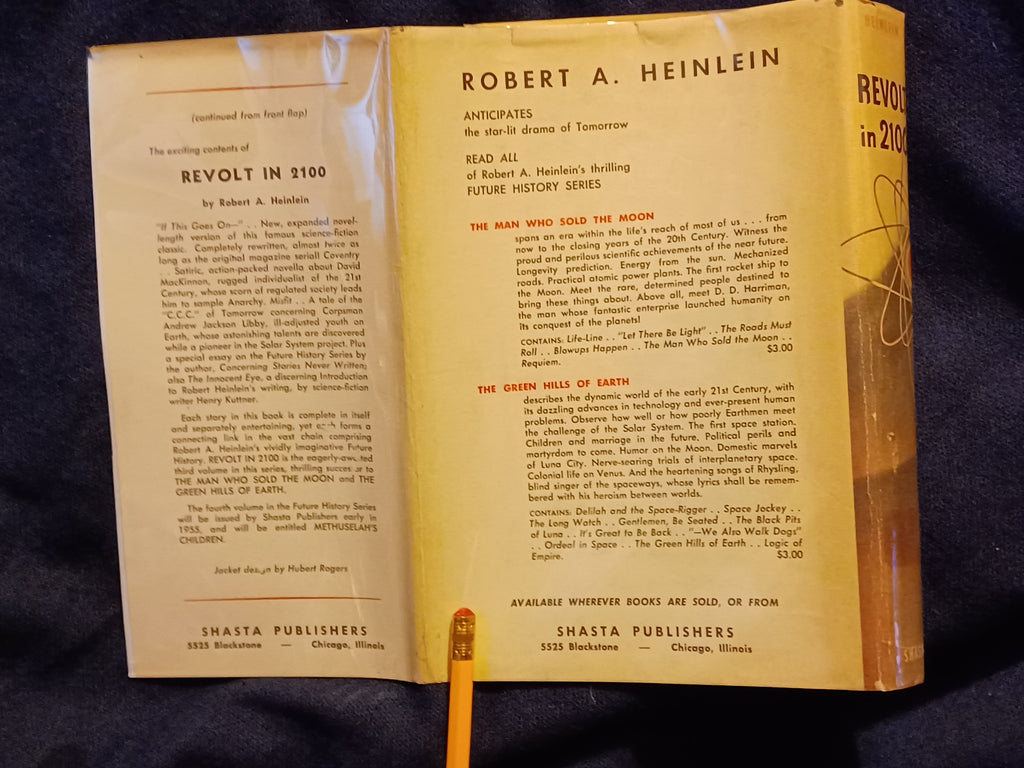 (continued from front flap)
The exciting contents of
REVOLT IN 2100
by Robert A. Heinlein
"If This Goes On—" . . New, expanded novel-
length version of this famous science-fiction
classic. Completely rewritten, almost twice as
long as the original magazine serial! Coventry
. . Satiric, action-packed novella about David
MacKinnon, rugged individualist of the 21st
Century, whose scorn of regulated society leads
him to sample Anarchy. Misfit . . A tale of the
"C.C.C." of Tomorrow concerning Corpsman
Andrew Jackson Libby, ill-adjusted youth on
Earth, whose astonishing talents are discovered
while a pioneer in the Solar System project. Plus
a special essay on the Future History Series by
the author, Concerning Stories Never Written;
also The Innocent Eye, a discerning Introduction
to Robert Heinlein's writing, by science-fiction
writer Henry Kuttner.
Each story in this book is complete in itself
and separately entertaining, yet each forms a
connecting link in the vast chain comprising
Robert A. Heinlein's vividly imaginative Future
History. REVOLT IN 2100 is the eagerly-awaited
third volume in this series, thrilling successor to
THE MAN WHO SOLD THE MOON and THE
GREEN HILLS OF EARTH.
The fourth volume in the Future History Series
will be issued by Shasta Publishers early in
1955, and will be entitled METHUSELAH'S
CHILDREN.
Jacket design by Hubert Rogers
SHASTA PUBLISHERS
5525 Blackstone — Chicago, Illinois
ROBERT A. HEINLEIN
ANTICIPATES
the star-lit drama of Tomorrow
READ ALL
of Robert A. Heinlein's thrilling
FUTURE HISTORY SERIES
THE MAN WHO SOLD THE MOON
spans an era within the life's reach of most of us . . . from
now to the closing years of the 20th Century. Witness the
proud and perilous scientific achievements of the near future.
Longevity prediction. Energy from the sun. Mechanized
roads. Practical atomic power plants. The first rocket ship to
the Moon. Meet the rare, determined people destined to
bring these things about. Above all, meet D. D. Harriman,
the man whose fantastic enterprise launched humanity on
its conquest of the planets!
CONTAINS: Life-Line . . "Let There Be Light" . . The Roads Must
Roll . . Blowups Happen . . The Man Who Sold the Moon . .
Requiem. $3.00
THE GREEN HILLS OF EARTH
describes the dynamic world of the early 21st Century, with
its dazzling advances in technology and ever-present human
problems. Observe how well or how poorly Earthmen meet
the challenge of the Solar System. The first space station.
Children and marriage in the future. Political perils and
martyrdom to come. Humor on the Moon. Domestic marvels
of Luna City. Nerve-searing trials of interplanetary space.
Colonial life on Venus. And the heartening songs of Rhysling,
blind singer of the spaceways, whose lyrics shall be remem-
bered with his heroism between worlds.
CONTAINS: Delilah and the Space-Rigger . . Space Jockey . .
The Long Watch . . Gentlemen, Be Seated . . The Black Pits
of Luna . . It's Great to Be Back . . "—We Also Walk Dogs"
. . Ordeal in Space . . The Green Hills of Earth . . Logic of
Empire. $3.00
AVAILABLE WHEREVER BOOKS ARE SOLD, OR FROM
SHASTA PUBLISHERS
5525 Blackstone — Chicago, Illinois
HEINLEIN
REVOLT
in 2100